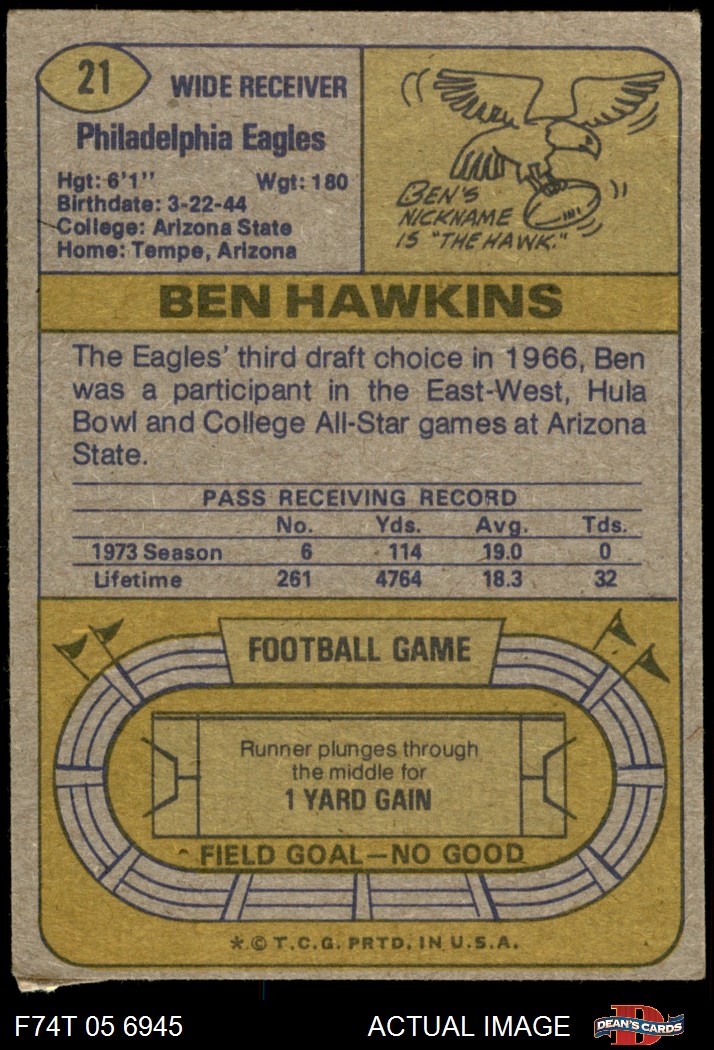 21
WIDE RECEIVER
Philadelphia Eagles
Hgt: 6'1'' Wgt: 180
Birthdate: 3-22-44
College: Arizona State
Home: Tempe, Arizona
BEN'S
NICKNAME
IS "THE HAWK."
BEN HAWKINS
The Eagles' third draft choice in 1966, Ben
was a participant in the East-West, Hula
Bowl and College All-Star games at Arizona
State.
PASS RECEIVING RECORD
No. Yds. Avg. Tds.
1973 Season 6 114 19.0 0
Lifetime 261 4764 18.3 32
FOOTBALL GAME
Runner plunges through
the middle for
1 YARD GAIN
FIELD GOAL—NO GOOD
*© T.C.G. PRTD. IN U.S.A.
F74T 05 6945 ACTUAL IMAGE
D
DEAN'S CARDS